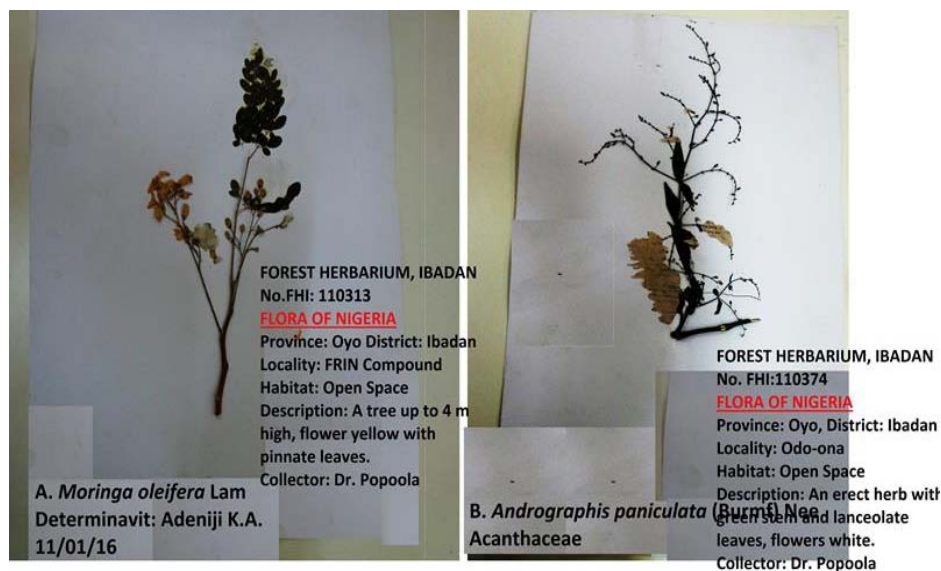 FOREST HERBARIUM, IBADAN
No.FHI: 110313
FLORA OF NIGERIA
Province: Oyo District: Ibadan
Locality: FRIN Compound
Habitat: Open Space
Description: A tree up to 4 m
high, flower yellow with
pinnate leaves.
Collector: Dr. Popoola
A. Moringa oleifera Lam
Determinavit: Adeniji K.A.
11/01/16
FOREST HERBARIUM, IBADAN
No. FHI:110374
FLORA OF NIGERIA
Province: Oyo, District: Ibadan
Locality: Odo-ona
Habitat: Open Space
Description: An erect herb with
green stem and lanceolate
leaves, flowers white.
Collector: Dr. Popoola
B. Andrographis paniculata (Burmf) Nee
Acanthaceae